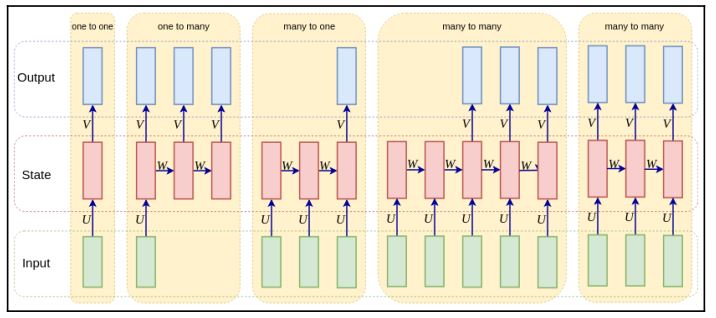 one to one one to many many to one many to many many to many
Output
V V V V V V V V V V V
State
W W W W W W W W W W
U U U U U U U U U U U U U
Input